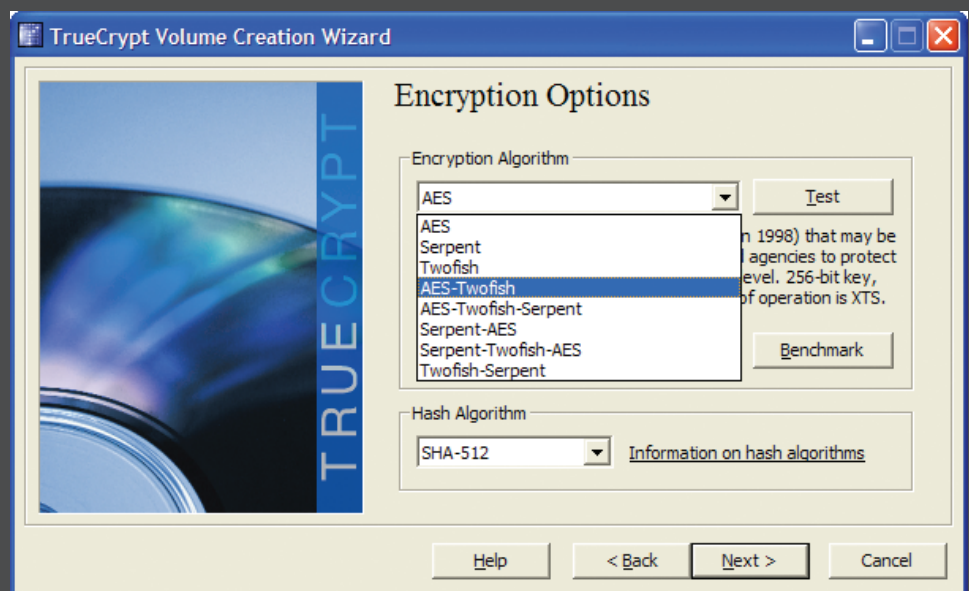 TrueCrypt Volume Creation Wizard
TRUECRYPT
Encryption Options
Encryption Algorithm
AES
Test
AES
Serpent
Twofish
AES-Twofish
AES-Twofish-Serpent
Serpent-AES
Serpent-Twofish-AES
Twofish-Serpent
1998) that may be
agencies to protect
256-bit key,
of operation is XTS.
Benchmark
Hash Algorithm
SHA-512
Information on hash algorithms
Help
< Back
Next >
Cancel